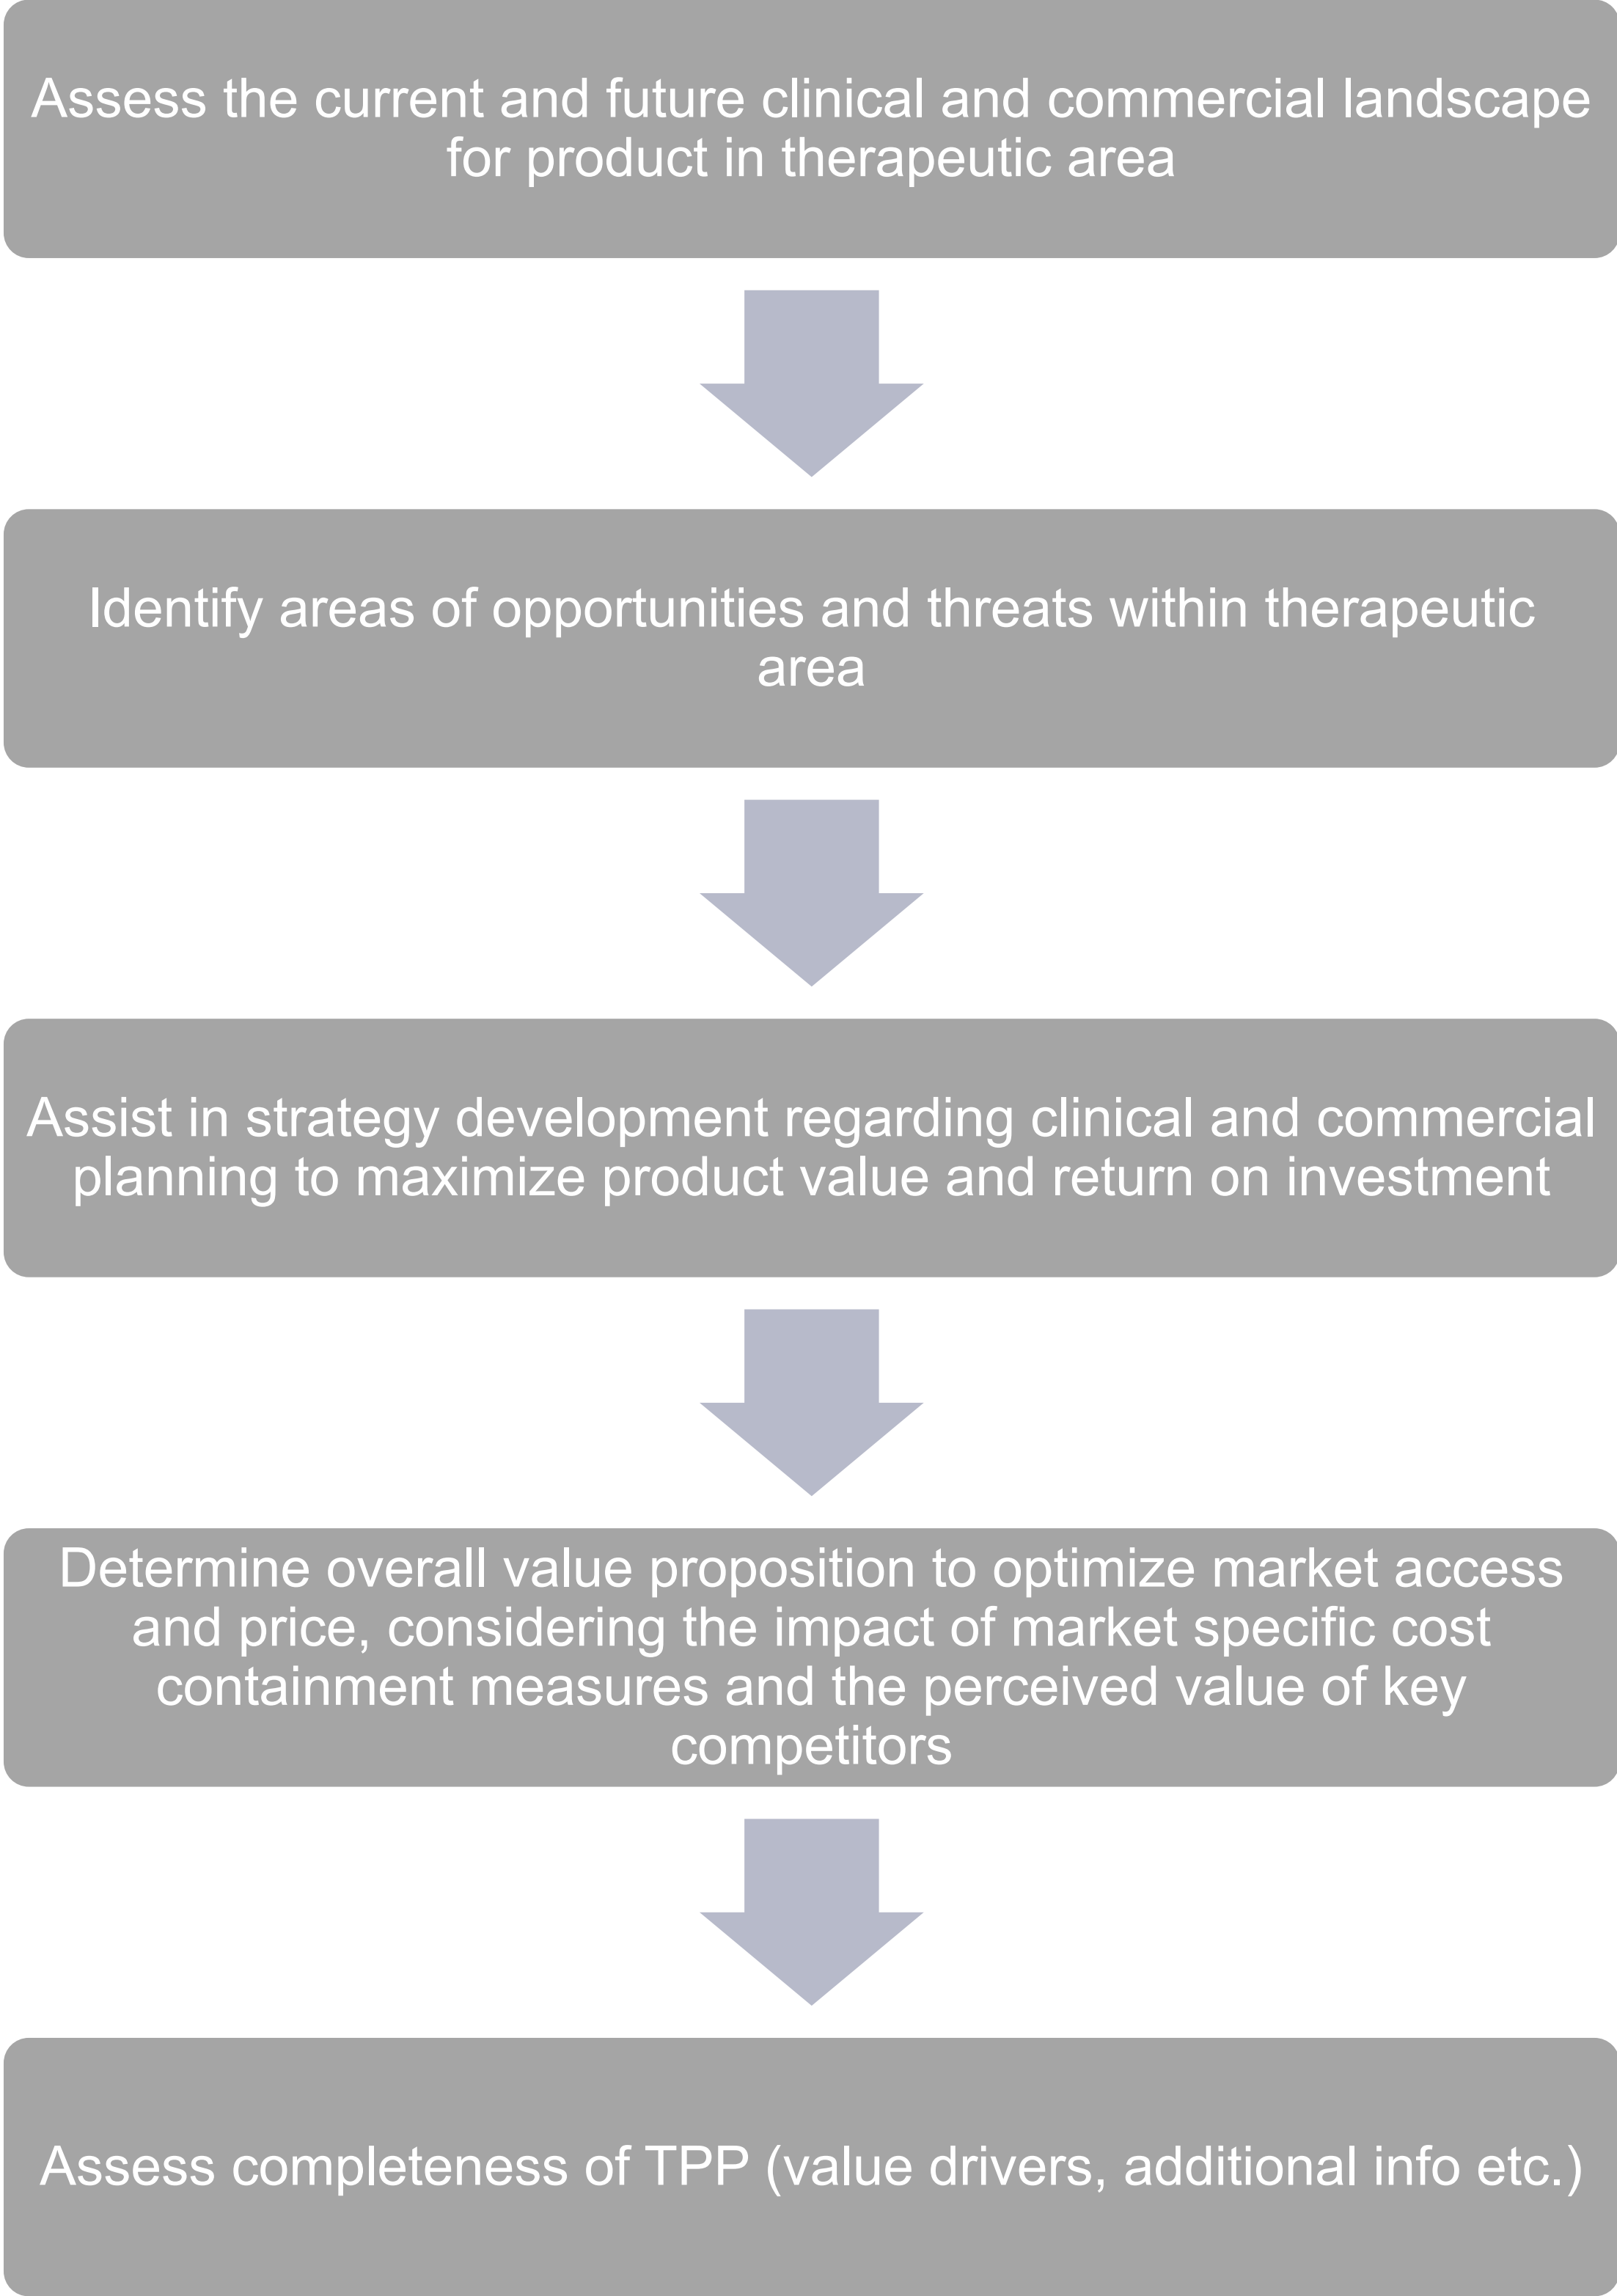 Assess the current and future clinical and commercial landscape
for product in therapeutic area
Identify areas of opportunities and threats within therapeutic
area
Assist in strategy development regarding clinical and commercial
planning to maximize product value and return on investment
Determine overall value proposition to optimize market access
and price, considering the impact of market specific cost
containment measures and the perceived value of key
competitors
Assess completeness of TPP (value drivers, additional info etc.)